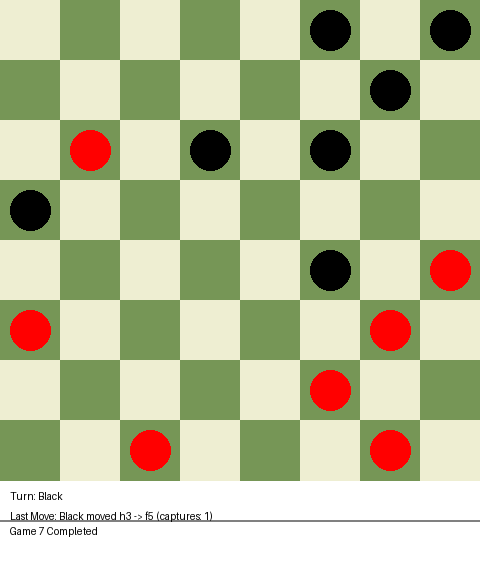 Turn: Black
Last Move: Black moved h3 -> f5 (captures: 1)
Game 7 Completed